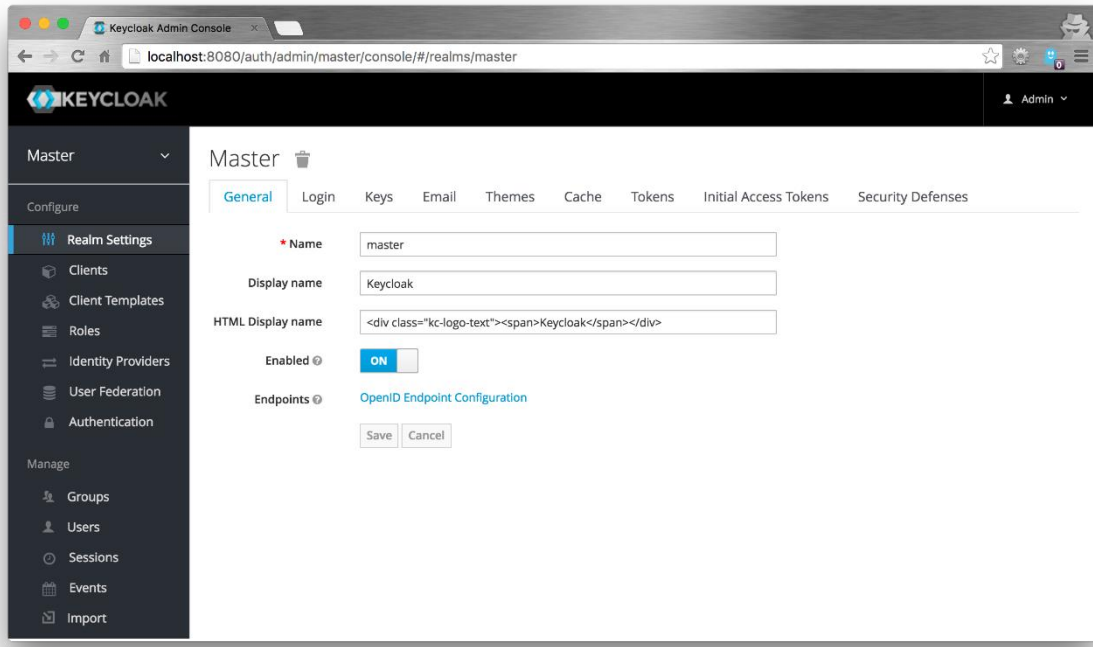 Keycloak Admin Console
localhost:8080/auth/admin/master/console/#/realms/master
0
KEYCLOAK
Admin
Master
Configure
Realm Settings
Clients
Client Templates
Roles
Identity Providers
User Federation
Authentication
Manage
Groups
Users
Sessions
Events
Import
Master
General Login Keys Email Themes Cache Tokens Initial Access Tokens Security Defenses
* Name master
Display name Keycloak
HTML Display name <div class="kc-logo-text"><span>Keycloak</span></div>
Enabled ON
Endpoints OpenID Endpoint Configuration
Save Cancel